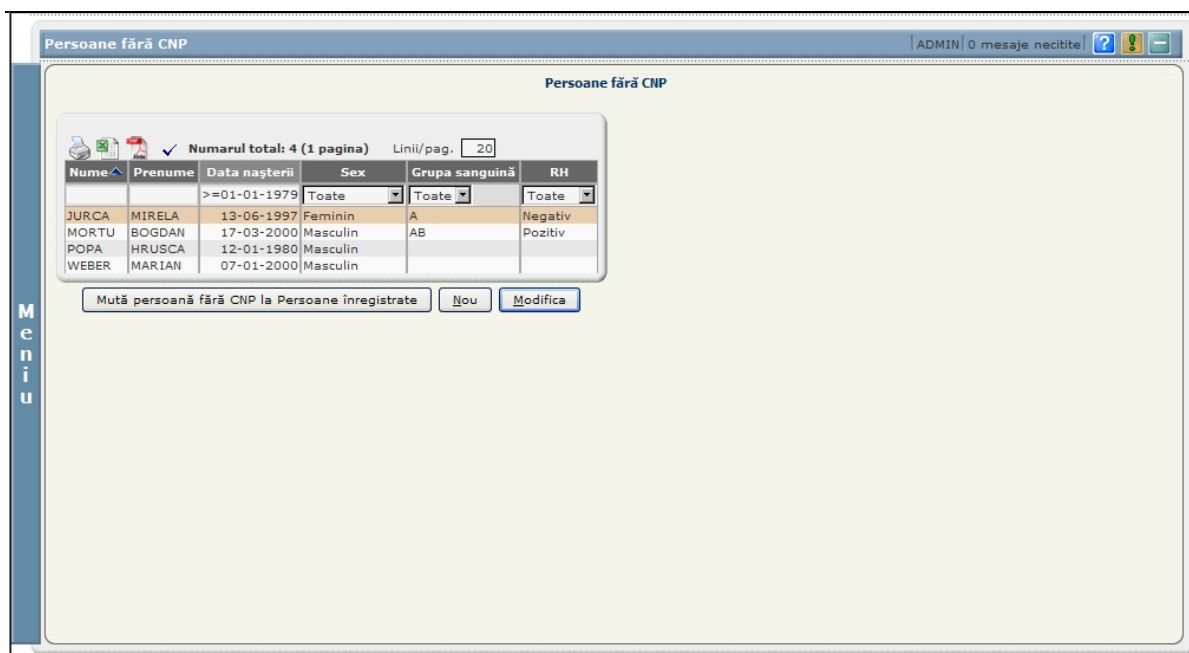 Persoane fără CNP ADMIN 0 mesaje necitite
Persoane fără CNP
Numarul total: 4 (1 pagina) Linii/pag. 20
Nume Prenume Data naşterii Sex Grupa sanguină RH
>=01-01-1979 Toate Toate Toate
JURCA MIRELA 13-06-1997 Feminin A Negativ
MORTU BOGDAN 17-03-2000 Masculin AB Pozitiv
POPA HRUSCA 12-01-1980 Masculin
WEBER MARIAN 07-01-2000 Masculin
Mută persoană fără CNP la Persoane înregistrate Nou Modifica
Meniu